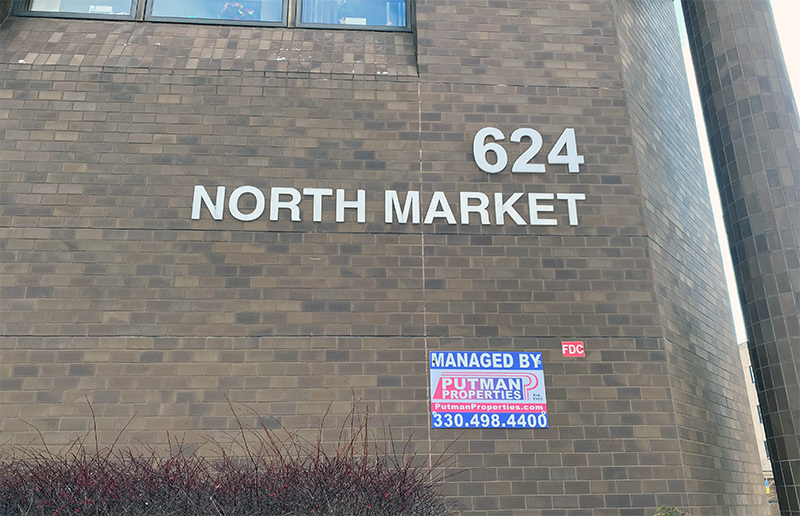 624
NORTH MARKET
FDC
MANAGED BY
PUTMAN
PROPERTIES
PutmanProperties.com
330.498.4400